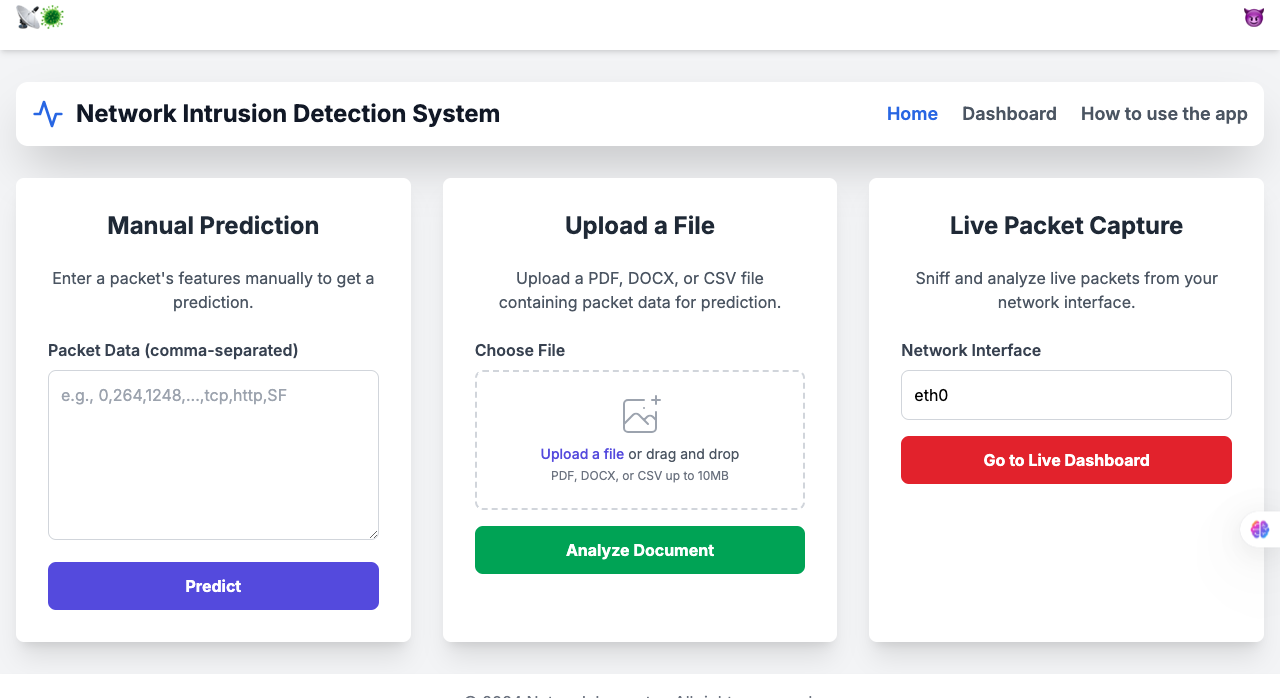 Network Intrusion Detection System
Home
Dashboard
How to use the app
Manual Prediction
Enter a packet's features manually to get a
prediction.
Packet Data (comma-separated)
e.g., 0,264,1248,...,tcp,http,SF
Predict
Upload a File
Upload a PDF, DOCX, or CSV file
containing packet data for prediction.
Choose File
Upload a file or drag and drop
PDF, DOCX, or CSV up to 10MB
Analyze Document
Live Packet Capture
Sniff and analyze live packets from your
network interface.
Network Interface
eth0
Go to Live Dashboard